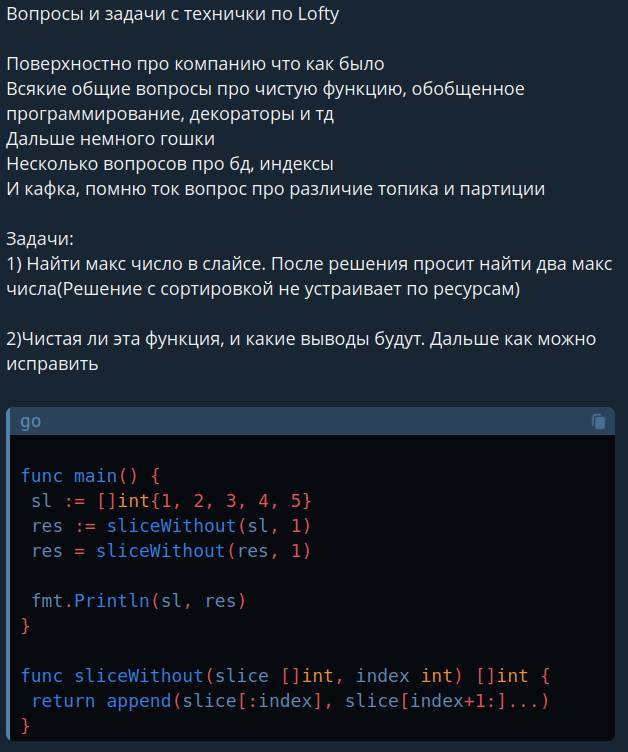 Вопросы и задачи с технички по Lofty
Поверхностно про компанию что как было
Всякие общие вопросы про чистую функцию, обобщенное
программирование, декораторы и тд
Дальше немного гошки
Несколько вопросов про бд, индексы
И кафка, помню ток вопрос про различие топика и партиции
Задачи:
1) Найти макс число в слайсе. После решения просит найти два макс
числа(Решение с сортировкой не устраивает по ресурсам)
2)Чистая ли эта функция, и какие выводы будут. Дальше как можно
исправить
go
func main() {
 sl := []int{1, 2, 3, 4, 5}
 res := sliceWithout(sl, 1)
 res = sliceWithout(res, 1)
 fmt.Println(sl, res)
}
func sliceWithout(slice []int, index int) []int {
 return append(slice[:index], slice[index+1:]...)
}